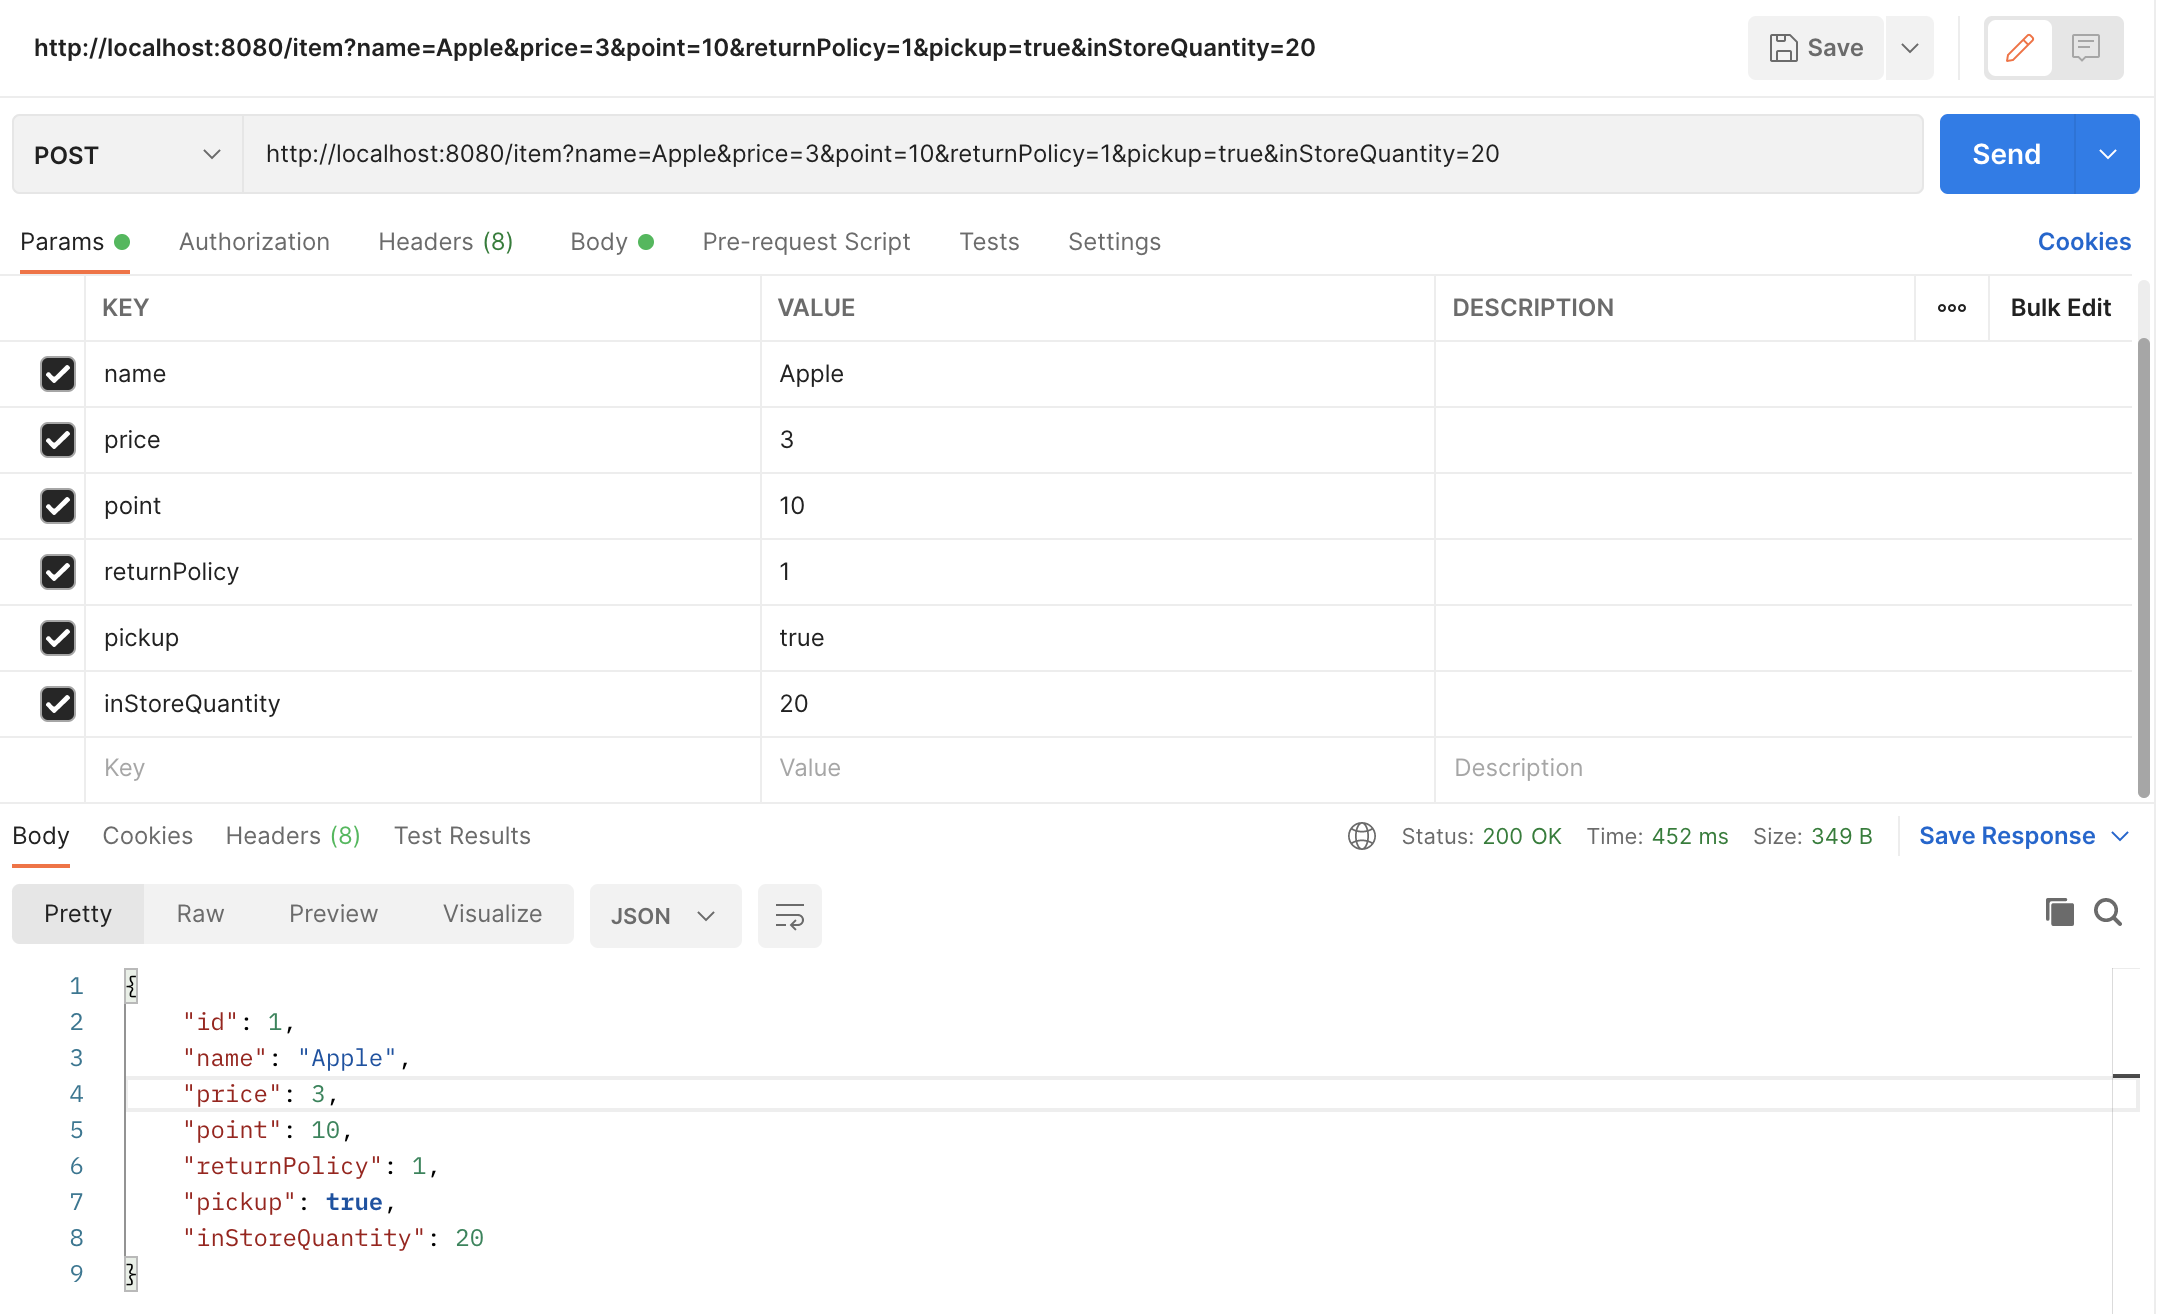 http://localhost:8080/item?name=Apple&price=3&point=10&returnPolicy=1&pickup=true&inStoreQuantity=20 Save
POST http://localhost:8080/item?name=Apple&price=3&point=10&returnPolicy=1&pickup=true&inStoreQuantity=20 Send
Params Authorization Headers (8) Body Pre-request Script Tests Settings Cookies
KEY VALUE DESCRIPTION ooo Bulk Edit
name Apple
price 3
point 10
returnPolicy 1
pickup true
inStoreQuantity 20
Key Value Description
Body Cookies Headers (8) Test Results Status: 200 OK Time: 452 ms Size: 349 B Save Response
Pretty Raw Preview Visualize JSON
1 {
2 "id": 1,
3 "name": "Apple",
4 "price": 3,
5 "point": 10,
6 "returnPolicy": 1,
7 "pickup": true,
8 "inStoreQuantity": 20
9 }